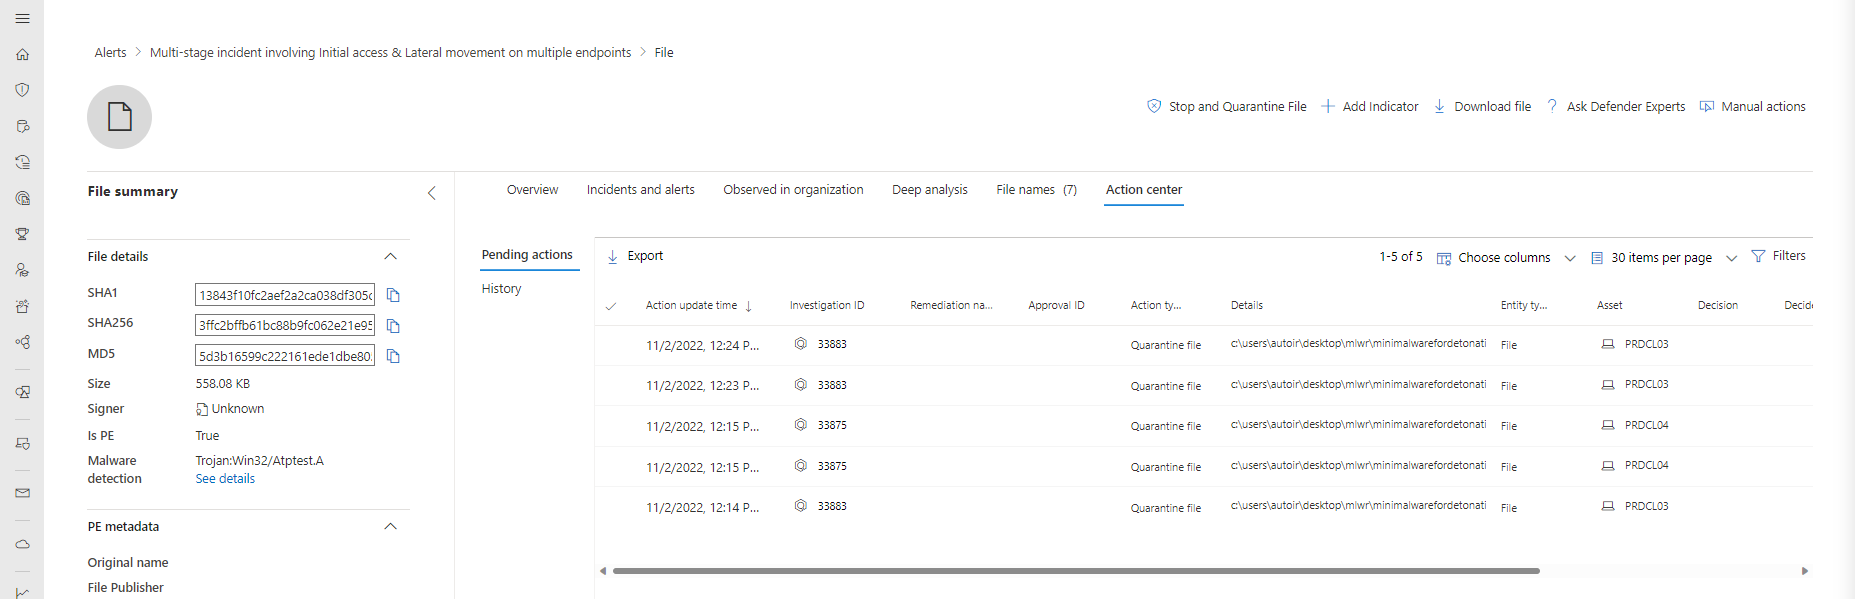 Alerts > Multi-stage incident involving Initial access & Lateral movement on multiple endpoints > File
Stop and Quarantine File Add Indicator Download file Ask Defender Experts Manual actions
File summary
File details
SHA1 13843f10fc2aef2a2ca038df305
SHA256 3ffc2bffb61bc88b9fc062e21e95
MD5 5d3b16599c222161ede1dbe80
Size 558.08 KB
Signer Unknown
Is PE True
Malware detection Trojan:Win32/Atptest.A
See details
PE metadata
Original name
File Publisher
Overview Incidents and alerts Observed in organization Deep analysis File names (7) Action center
Pending actions
History
Export 1-5 of 5 Choose columns 30 items per page Filters
Action update time ↓ Investigation ID Remediation na... Approval ID Action ty... Details Entity ty... Asset Decision Decide
11/2/2022, 12:24 P... 33883 Quarantine file c:\users\autoir\desktop\mlwr\minimalwarefordetonati File PRDCL03
11/2/2022, 12:23 P... 33883 Quarantine file c:\users\autoir\desktop\mlwr\minimalwarefordetonati File PRDCL03
11/2/2022, 12:15 P... 33875 Quarantine file c:\users\autoir\desktop\mlwr\minimalwarefordetonati File PRDCL04
11/2/2022, 12:15 P... 33875 Quarantine file c:\users\autoir\desktop\mlwr\minimalwarefordetonati File PRDCL04
11/2/2022, 12:14 P... 33883 Quarantine file c:\users\autoir\desktop\mlwr\minimalwarefordetonati File PRDCL03